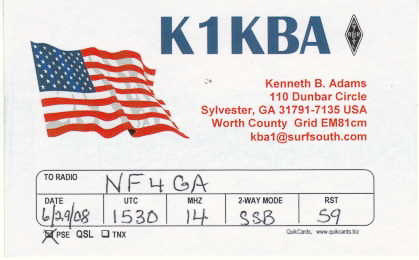 K1KBA
Kenneth B. Adams
110 Dunbar Circle
Sylvester, GA 31791-7135 USA
Worth County Grid EM81cm
kba1@surfsouth.com
TO RADIO NF4GA
DATE UTC MHZ 2-WAY MODE RST
6/29/08 1530 14 SSB 59
PSE QSL TNX
QuikCards, www.quikcards.biz